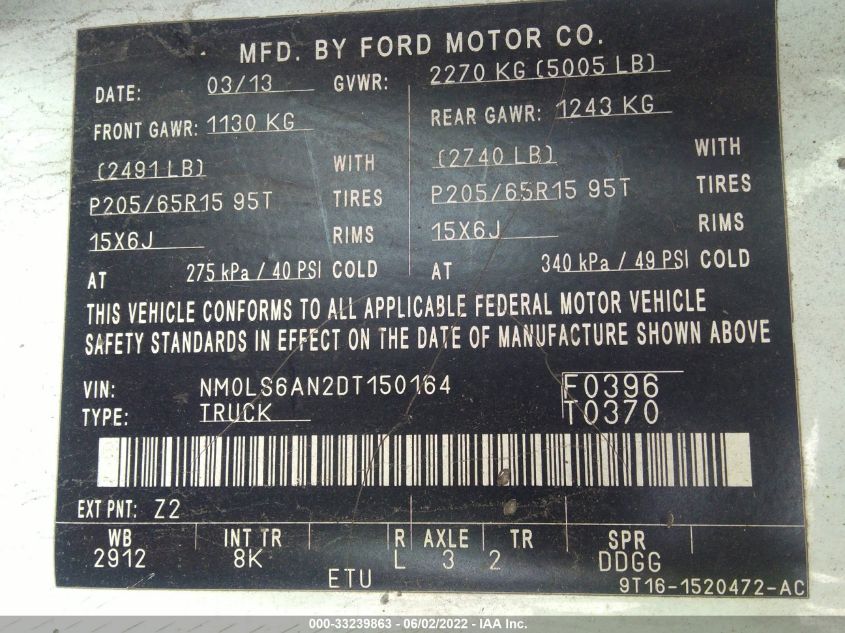 MFD. BY FORD MOTOR CO.
DATE: 03/13 GVWR: 2270 KG (5005 LB)
FRONT GAWR: 1130 KG REAR GAWR: 1243 KG
(2491 LB) WITH (2740 LB) WITH
P205/65R15 95T TIRES P205/65R15 95T TIRES
15X6J RIMS 15X6J RIMS
AT 275 kPa / 40 PSI COLD AT 340 kPa / 49 PSI COLD
THIS VEHICLE CONFORMS TO ALL APPLICABLE FEDERAL MOTOR VEHICLE
SAFETY STANDARDS IN EFFECT ON THE DATE OF MANUFACTURE SHOWN ABOVE
VIN: NM0LS6AN2DT150164 F0396
TYPE: TRUCK T0370
EXT PNT: Z2
WB INT TR R AXLE TR SPR
2912 8K L 3 2 DDGG
ETU 9T16-1520472-AC
000-33239863 - 06/02/2022 - IAA Inc.